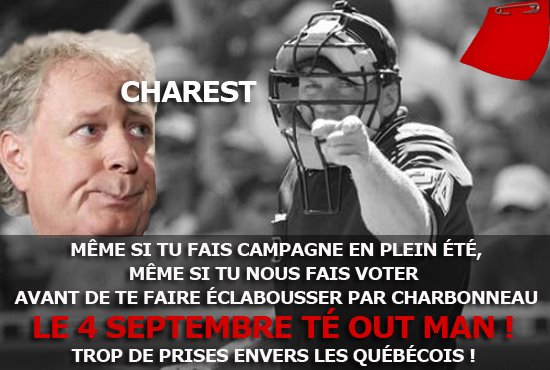 CHAREST
MÊME SI TU FAIS CAMPAGNE EN PLEIN ÉTÉ,
MÊME SI TU NOUS FAIS VOTER
AVANT DE TE FAIRE ÉCLABOUSSER PAR CHARBONNEAU
LE 4 SEPTEMBRE TÉ OUT MAN !
TROP DE PRISES ENVERS LES QUÉBÉCOIS !